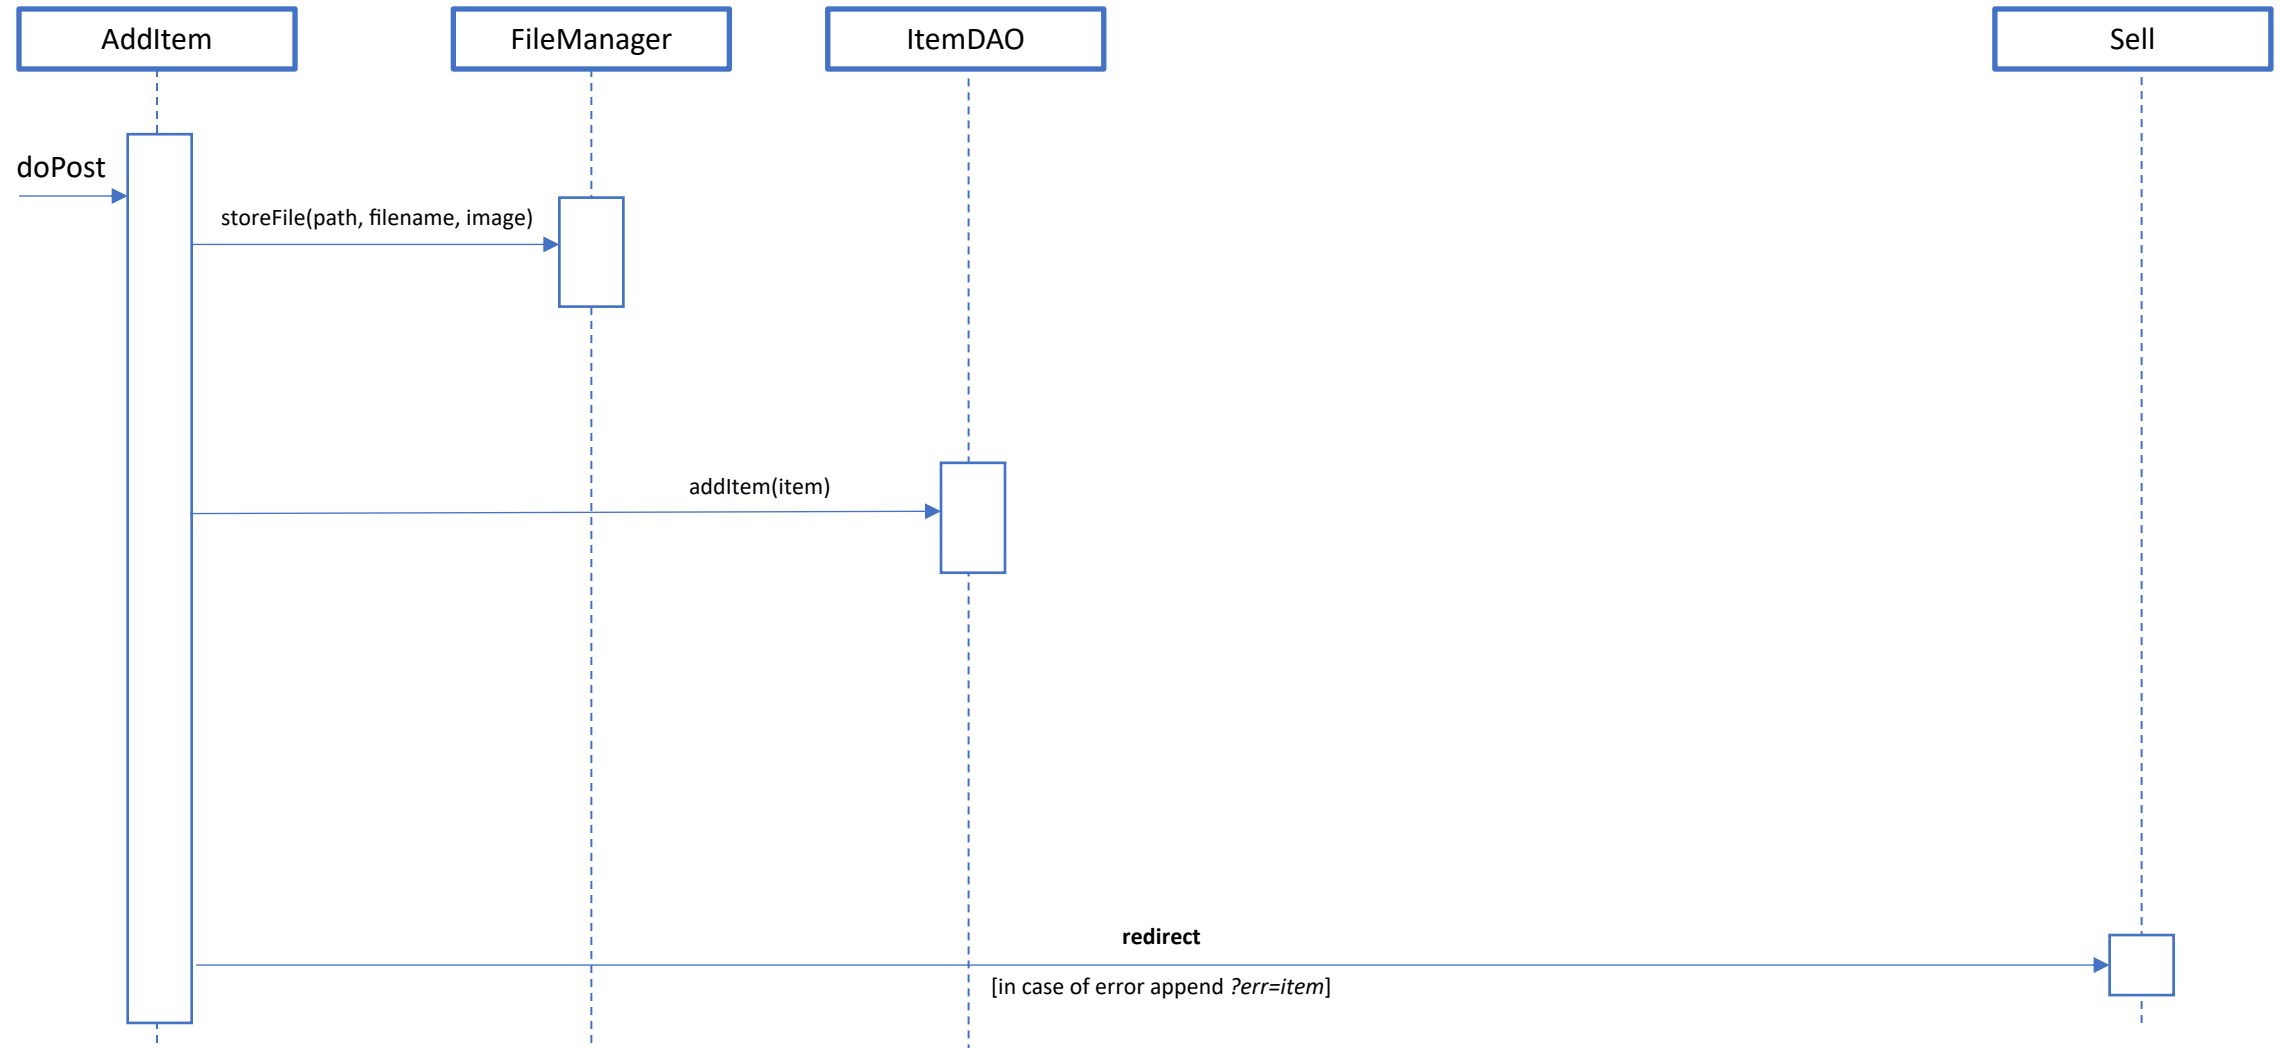 AddItem
FileManager
ItemDAO
Sell
doPost
storeFile(path, filename, image)
addItem(item)
redirect
[in case of error append ?err=item]